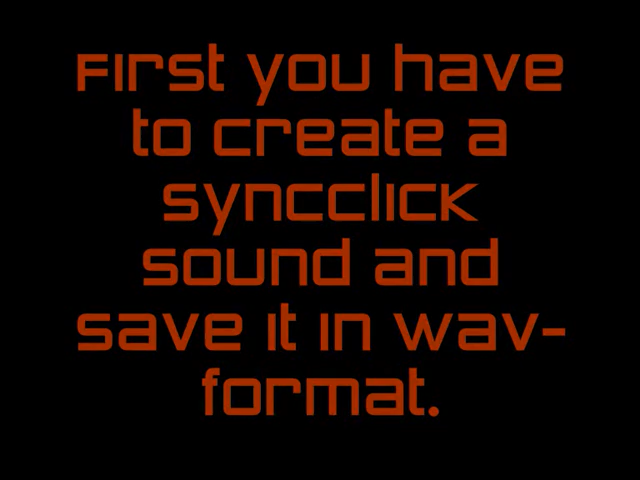 First you have
to create a
syncclick
sound and
save it in wav-
format.